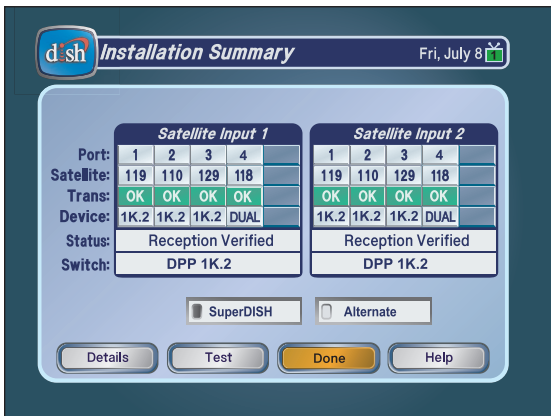 dish Installation Summary Fri, July 8 1
Satellite Input 1 Satellite Input 2
Port: 1 2 3 4 1 2 3 4
Satellite: 119 110 129 118 119 110 129 118
Trans: OK OK OK OK OK OK OK OK
Device: 1K.2 1K.2 1K.2 DUAL 1K.2 1K.2 1K.2 DUAL
Status: Reception Verified Reception Verified
Switch: DPP 1K.2 DPP 1K.2
SuperDISH Alternate
Details Test Done Help